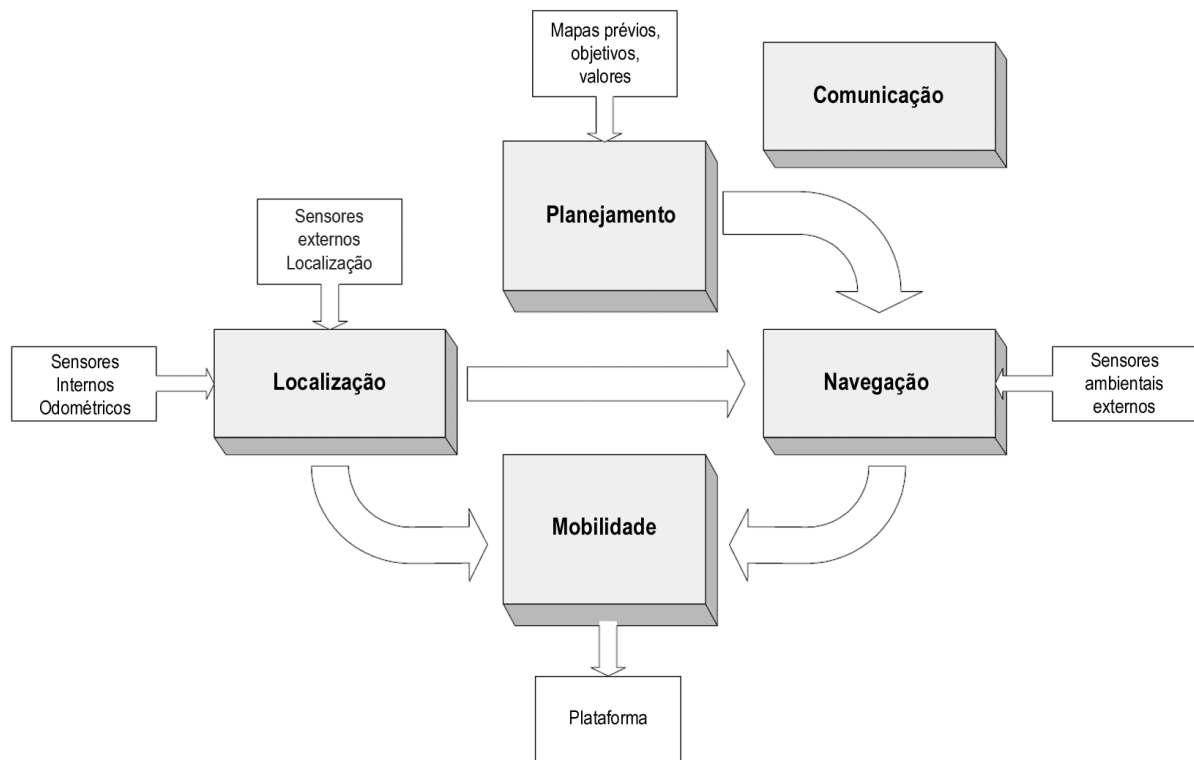 Mapas prévios,
objetivos,
valores
Comunicação
Planejamento
Sensores
externos
Localização
Sensores
Internos
Odométricos
Localização
Navegação
Sensores
ambientais
externos
Mobilidade
Plataforma